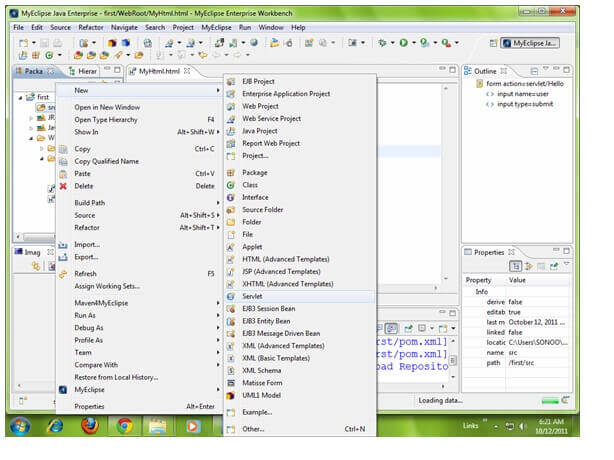 MyEclipse Java Enterprise - first/WebRoot/MyHtml.html - MyEclipse Enterprise Workbench
File Edit Source Refactor Navigate Search Project MyEclipse Run Window Help
MyEclipse Ja...
Packa
Hierar
MyHtml.html
Outline
first
src
JR
Jav
W
form action=servlet/Hello
input name=user
input type=submit
New
Open in New Window
Open Type Hierarchy F4
Show In Alt+Shift+W
Copy Ctrl+C
Copy Qualified Name
Paste Ctrl+V
Delete Delete
Build Path
Source Alt+Shift+S
Refactor Alt+Shift+T
Import...
Export...
Refresh F5
Assign Working Sets...
Maven4MyEclipse
Run As
Debug As
Profile As
Team
Compare With
Restore from Local History...
MyEclipse
Properties Alt+Enter
EJB Project
Enterprise Application Project
Web Project
Web Service Project
Java Project
Report Web Project
Project...
Package
Class
Interface
Source Folder
Folder
File
Applet
HTML (Advanced Templates)
JSP (Advanced Templates)
XHTML (Advanced Templates)
Servlet
EJB3 Session Bean
EJB3 Entity Bean
EJB3 Message Driven Bean
XML (Advanced Templates)
XML (Basic Templates)
XML Schema
Matisse Form
UML1 Model
Example...
Other... Ctrl+N
Imag
Properties
Property Value
Info
derive false
editab true
last m October 12, 2011 ...
linked false
locatic C:\Users\SONOO\...
name src
path /first/src
rst/pom.xml]
rst/pom.xml]
oad Reposito
Loading data...
Links
6:21 AM
10/12/2011